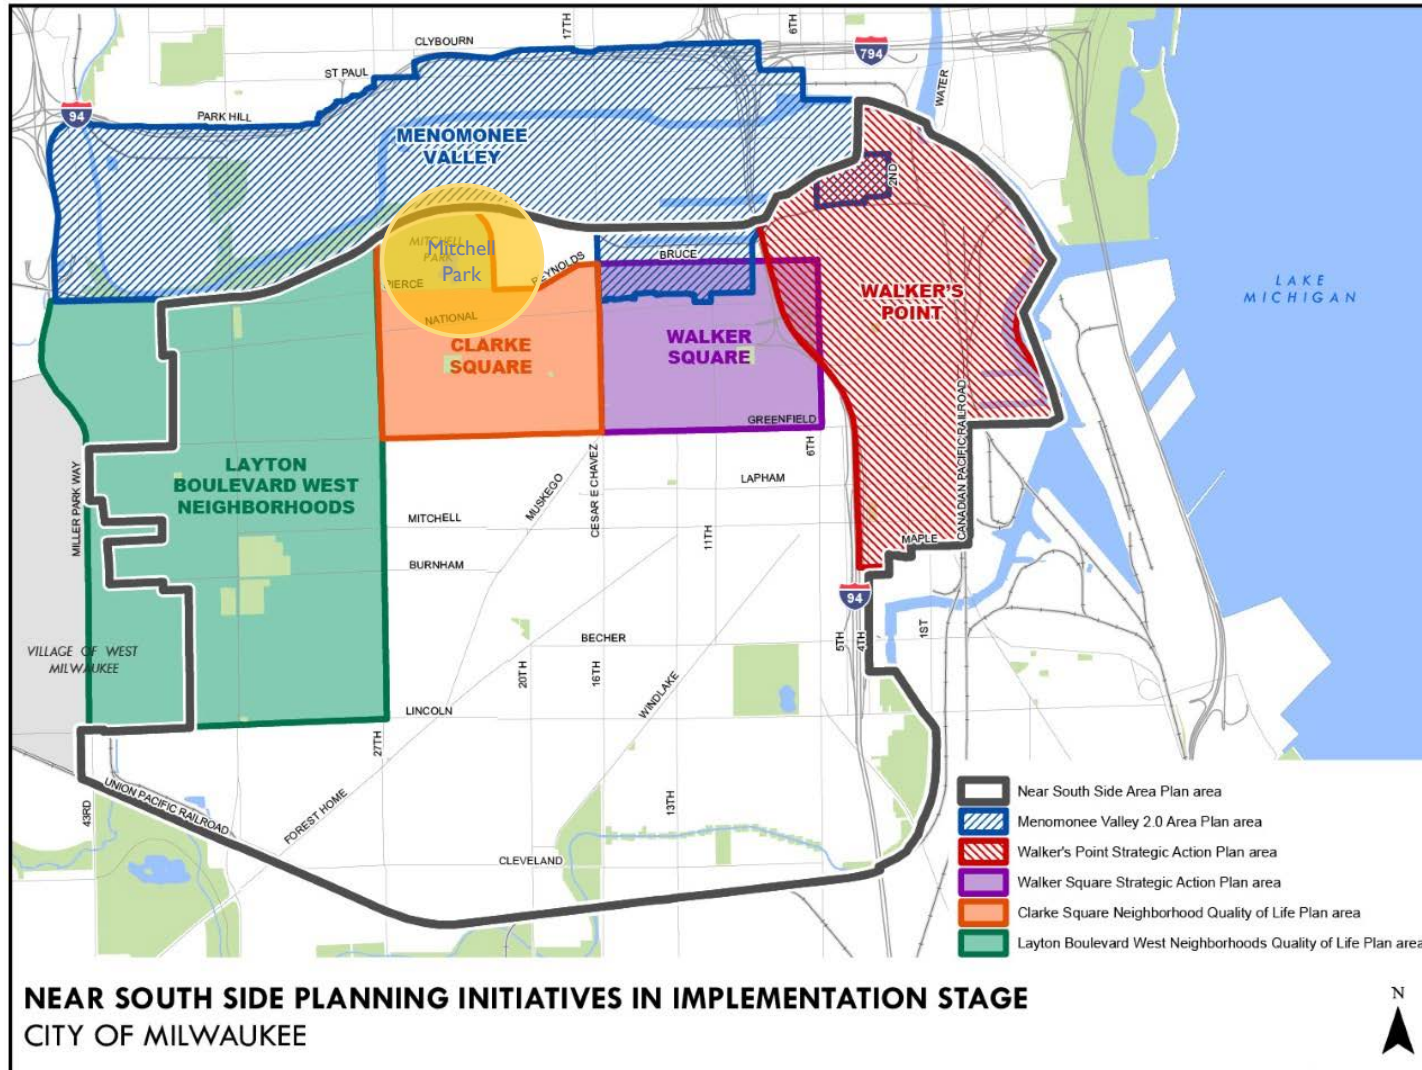 CLYBOURN
17TH
6TH
794
ST PAUL
WATER
94
PARK HILL
MENOMONEE
VALLEY
2ND
MITCHELL
PARK
Mitchell
Park
REYNOLDS
BRUCE
PIERCE
NATIONAL
LAKE
MICHIGAN
WALKER'S
POINT
CLARKE
SQUARE
WALKER
SQUARE
GREENFIELD
6TH
CANADIAN PACIFIC RAILROAD
LAYTON
BOULEVARD WEST
NEIGHBORHOODS
MILLER PARK WAY
MUSKEGO
CESAR E CHAVEZ
LAPHAM
MITCHELL
11TH
MAPLE
BURNHAM
94
BECHER
5TH
4TH
1ST
VILLAGE OF WEST
MILWAUKEE
20TH
16TH
WINDLAKE
LINCOLN
27TH
43RD
UNION PACIFIC RAILROAD
FOREST HOME
13TH
CLEVELAND
Near South Side Area Plan area
Menomonee Valley 2.0 Area Plan area
Walker's Point Strategic Action Plan area
Walker Square Strategic Action Plan area
Clarke Square Neighborhood Quality of Life Plan area
Layton Boulevard West Neighborhoods Quality of Life Plan area
NEAR SOUTH SIDE PLANNING INITIATIVES IN IMPLEMENTATION STAGE
CITY OF MILWAUKEE
N